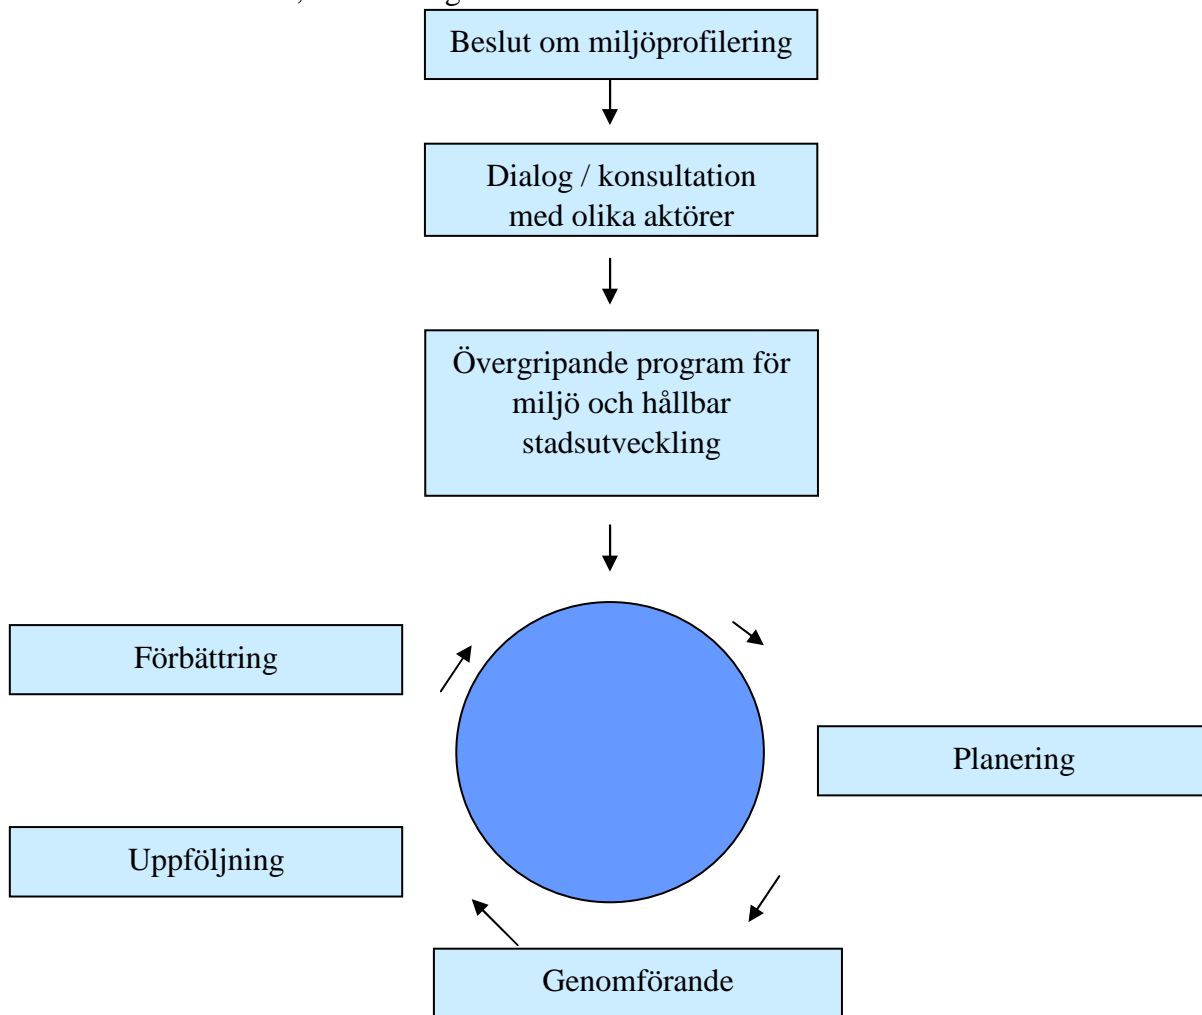 Beslut om miljöprofilering
Dialog / konsultation
med olika aktörer
Övergripande program för
miljö och hållbar
stadsutveckling
Förbättring
Planering
Uppföljning
Genomförande